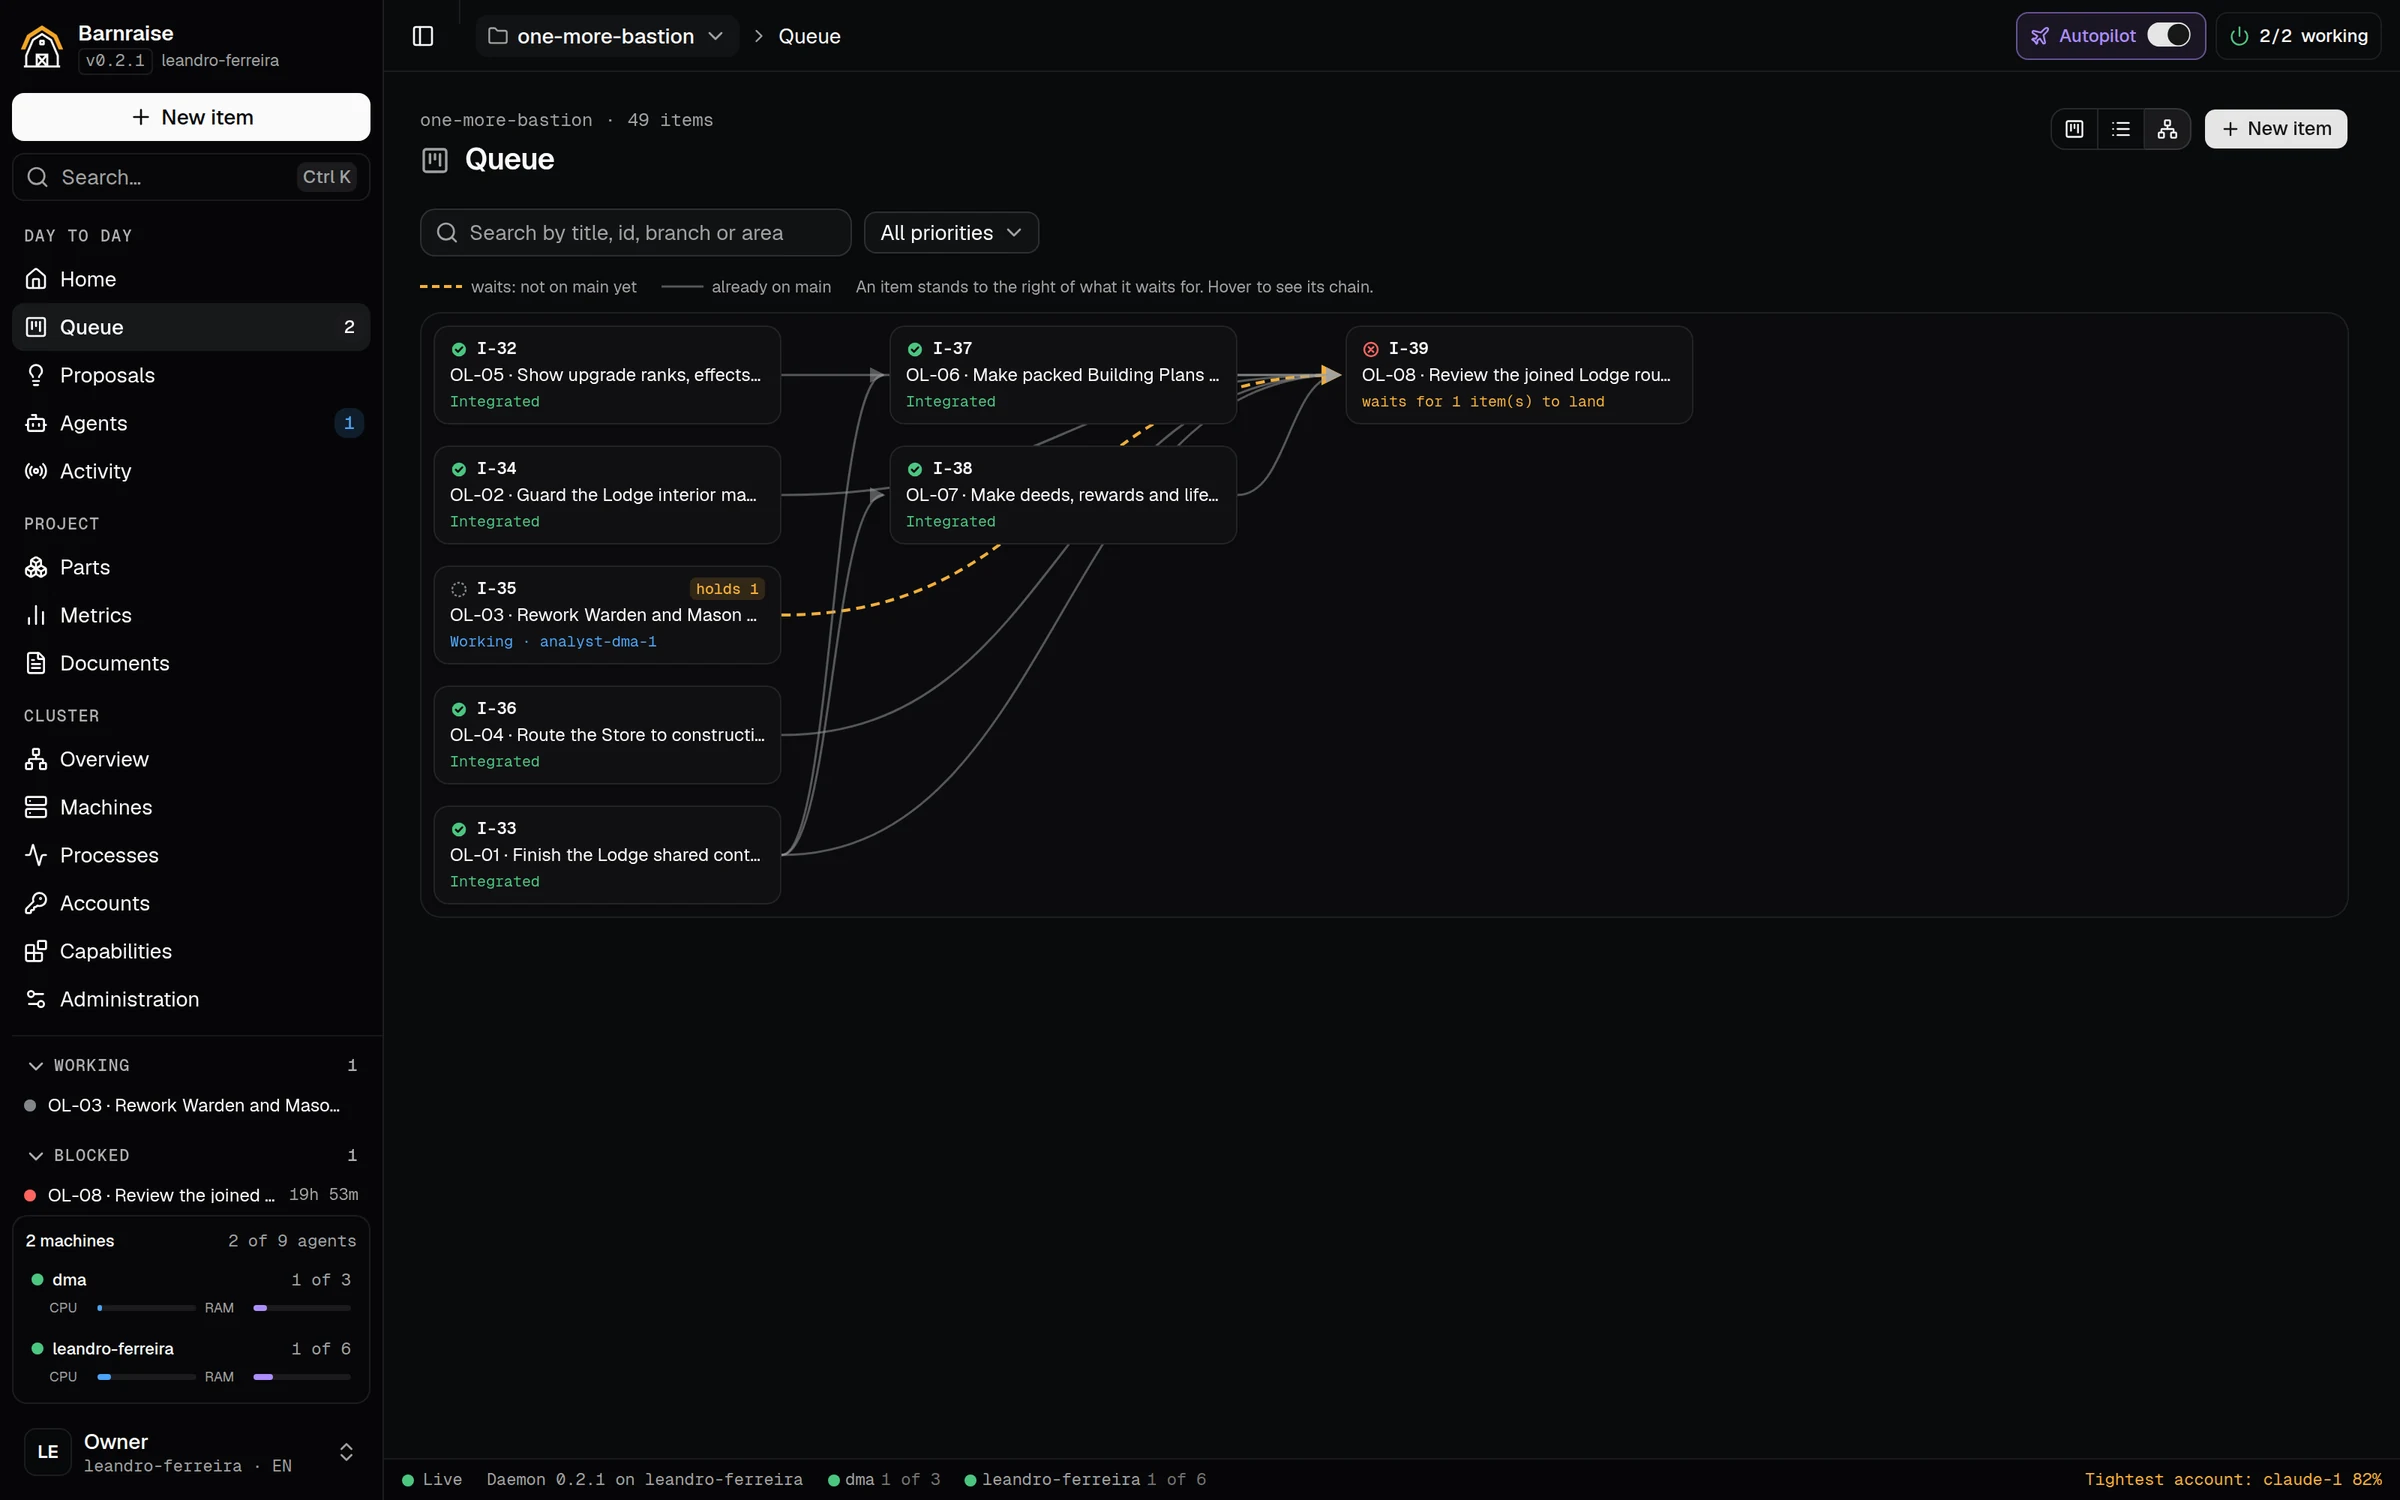 Barnraise
v0.2.1 leandro-ferreira
New item
Search... Ctrl K
DAY TO DAY
Home
Queue 2
Proposals
Agents 1
Activity
PROJECT
Parts
Metrics
Documents
CLUSTER
Overview
Machines
Processes
Accounts
Capabilities
Administration
WORKING 1
OL-03 · Rework Warden and Maso...
BLOCKED 1
OL-08 · Review the joined ... 19h 53m
2 machines 2 of 9 agents
dma 1 of 3
CPU RAM
leandro-ferreira 1 of 6
CPU RAM
LE
Owner
leandro-ferreira · EN
one-more-bastion > Queue
Autopilot
2/2 working
one-more-bastion · 49 items
Queue
New item
Search by title, id, branch or area
All priorities
waits: not on main yet already on main An item stands to the right of what it waits for. Hover to see its chain.
I-32
OL-05 · Show upgrade ranks, effects...
Integrated
I-37
OL-06 · Make packed Building Plans ...
Integrated
I-39
OL-08 · Review the joined Lodge rou...
waits for 1 item(s) to land
I-34
OL-02 · Guard the Lodge interior ma...
Integrated
I-38
OL-07 · Make deeds, rewards and life...
Integrated
I-35 holds 1
OL-03 · Rework Warden and Mason ...
Working · analyst-dma-1
I-36
OL-04 · Route the Store to constructi...
Integrated
I-33
OL-01 · Finish the Lodge shared cont...
Integrated
Live Daemon 0.2.1 on leandro-ferreira dma 1 of 3 leandro-ferreira 1 of 6 Tightest account: claude-1 82%